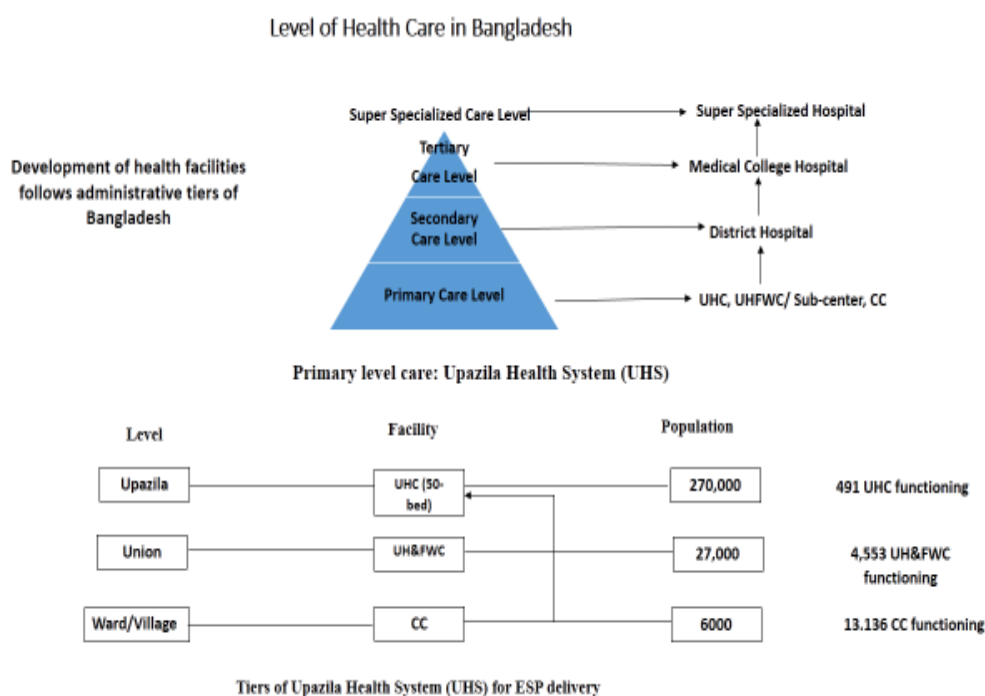 Level of Health Care in Bangladesh
Super Specialized Care Level
Super Specialized Hospital
Development of health facilities
follows administrative tiers of
Bangladesh
Tertiary
Care Level
Medical College Hospital
Secondary
Care Level
District Hospital
Primary Care Level
UHC, UHFWC/ Sub-center, CC
Primary level care: Upazila Health System (UHS)
Level
Facility
Population
Upazila
UHC (50-
bed)
270,000
491 UHC functioning
Union
UH&FWC
27,000
4,553 UH&FWC
functioning
Ward/Village
CC
6000
13.136 CC functioning
Tiers of Upazila Health System (UHS) for ESP delivery